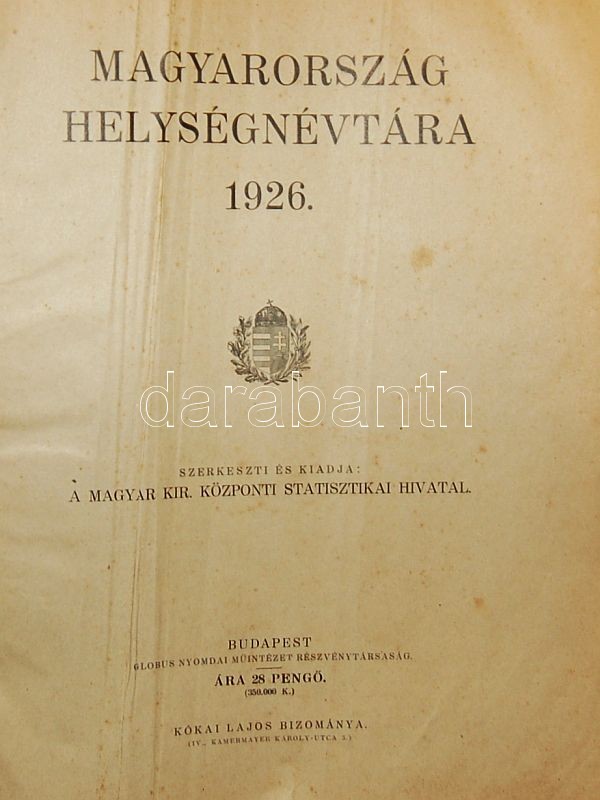 MAGYARORSZÁG
HELYSÉGNÉVTÁRA
1926.
darabanth
SZERKESZTI ÉS KIADJA:
A MAGYAR KIR. KÖZPONTI STATISZTIKAI HIVATAL.
BUDAPEST
GLOBUS NYOMDAI MŰINTÉZET RÉSZVÉNYTÁRSASÁG.
ÁRA 28 PENGŐ.
(350.000 K.)
KÓKAI LAJOS BIZOMÁNYA.
(IV., KAMERMAYER KÁROLY-UTCA 3.)